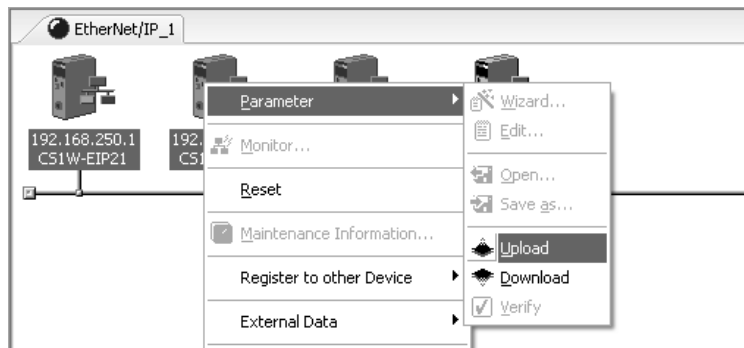 EtherNet/IP_1
192.168.250.1
CS1W-EIP21
192.
CS1
Parameter
Monitor...
Reset
Maintenance Information...
Register to other Device
External Data
Wizard...
Edit...
Open...
Save as...
Upload
Download
Verify